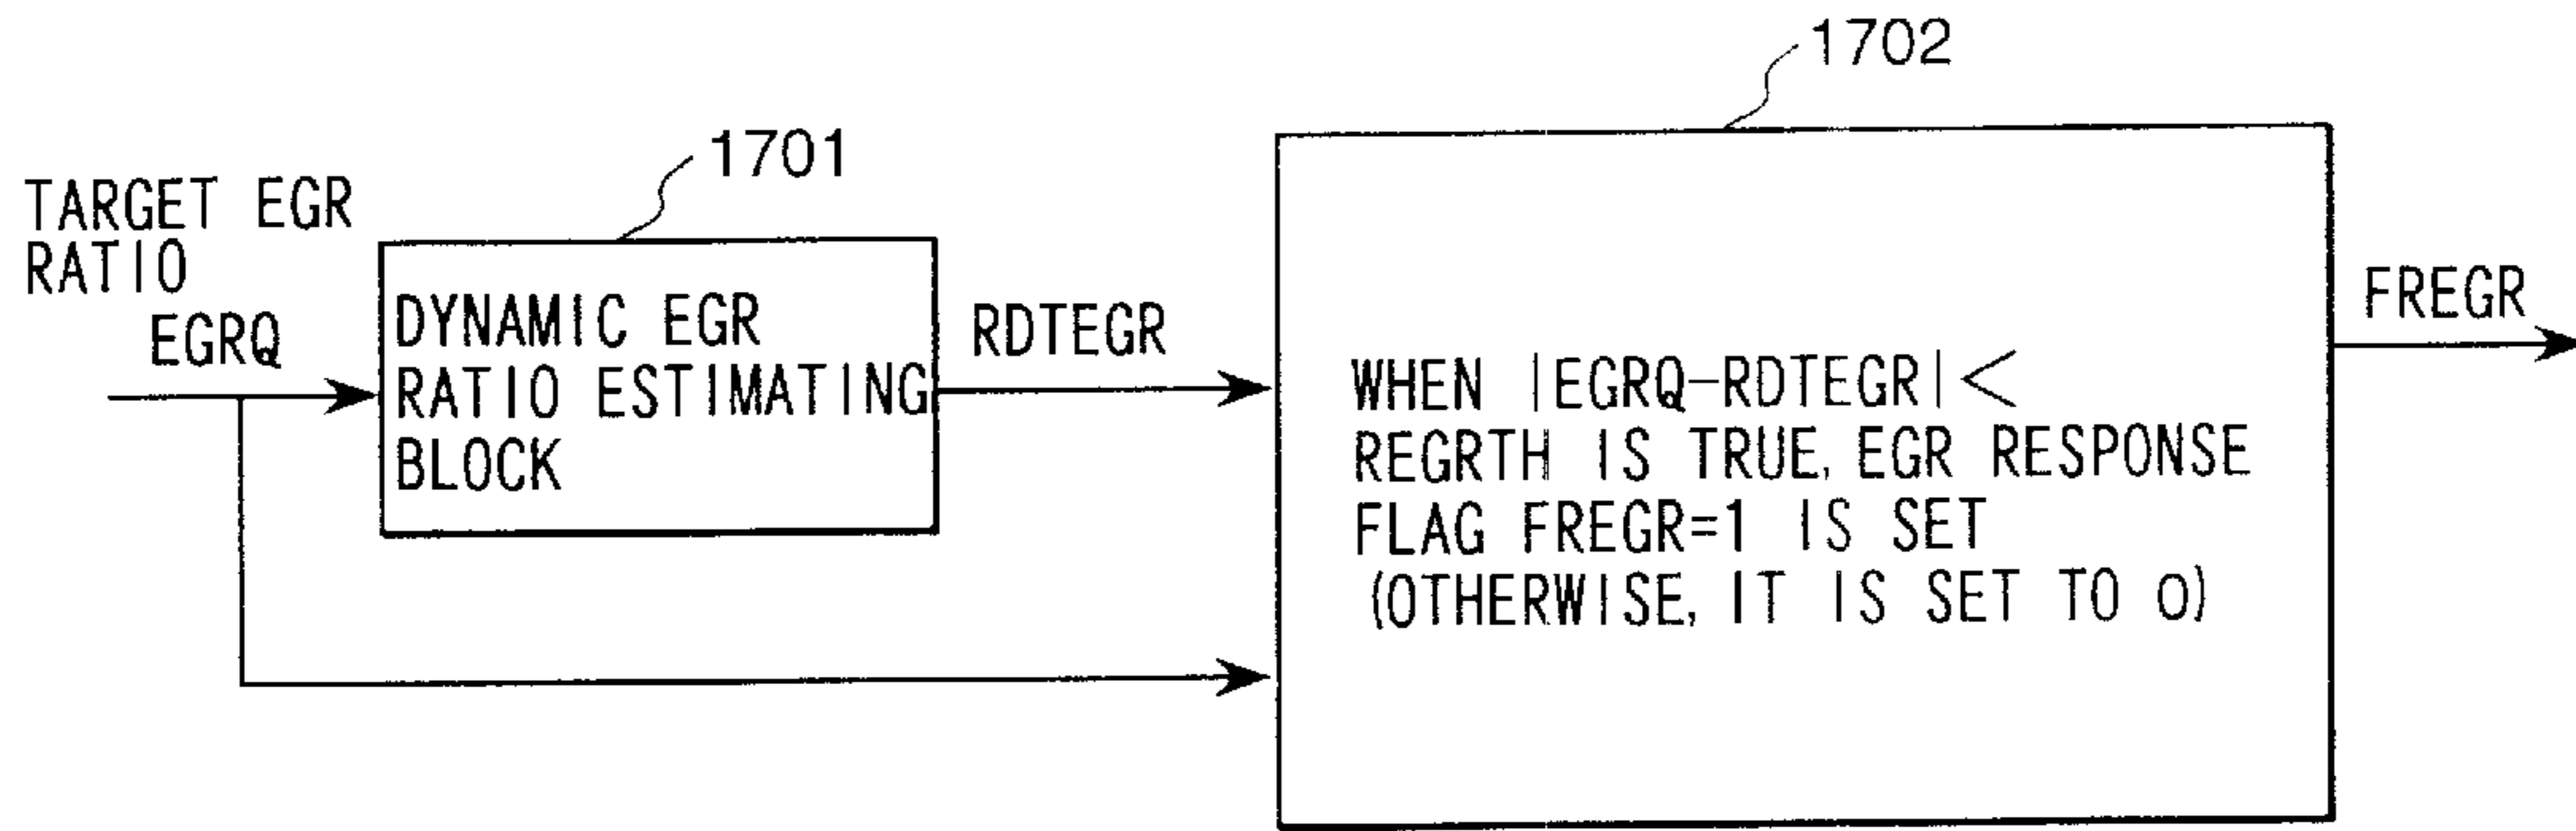 1702
1701
TARGET EGR
RATIO
EGRQ
DYNAMIC EGR
RATIO ESTIMATING
BLOCK
RDTEGR
WHEN |EGRQ-RDTEGR|<
REGRTH IS TRUE, EGR RESPONSE
FLAG FREGR=1 IS SET
(OTHERWISE, IT IS SET TO 0)
FREGR